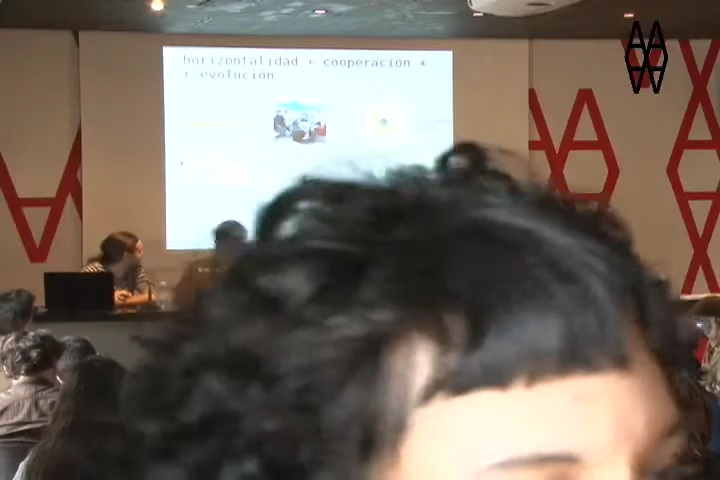 horizontalidad + cooperación +
r-evolución